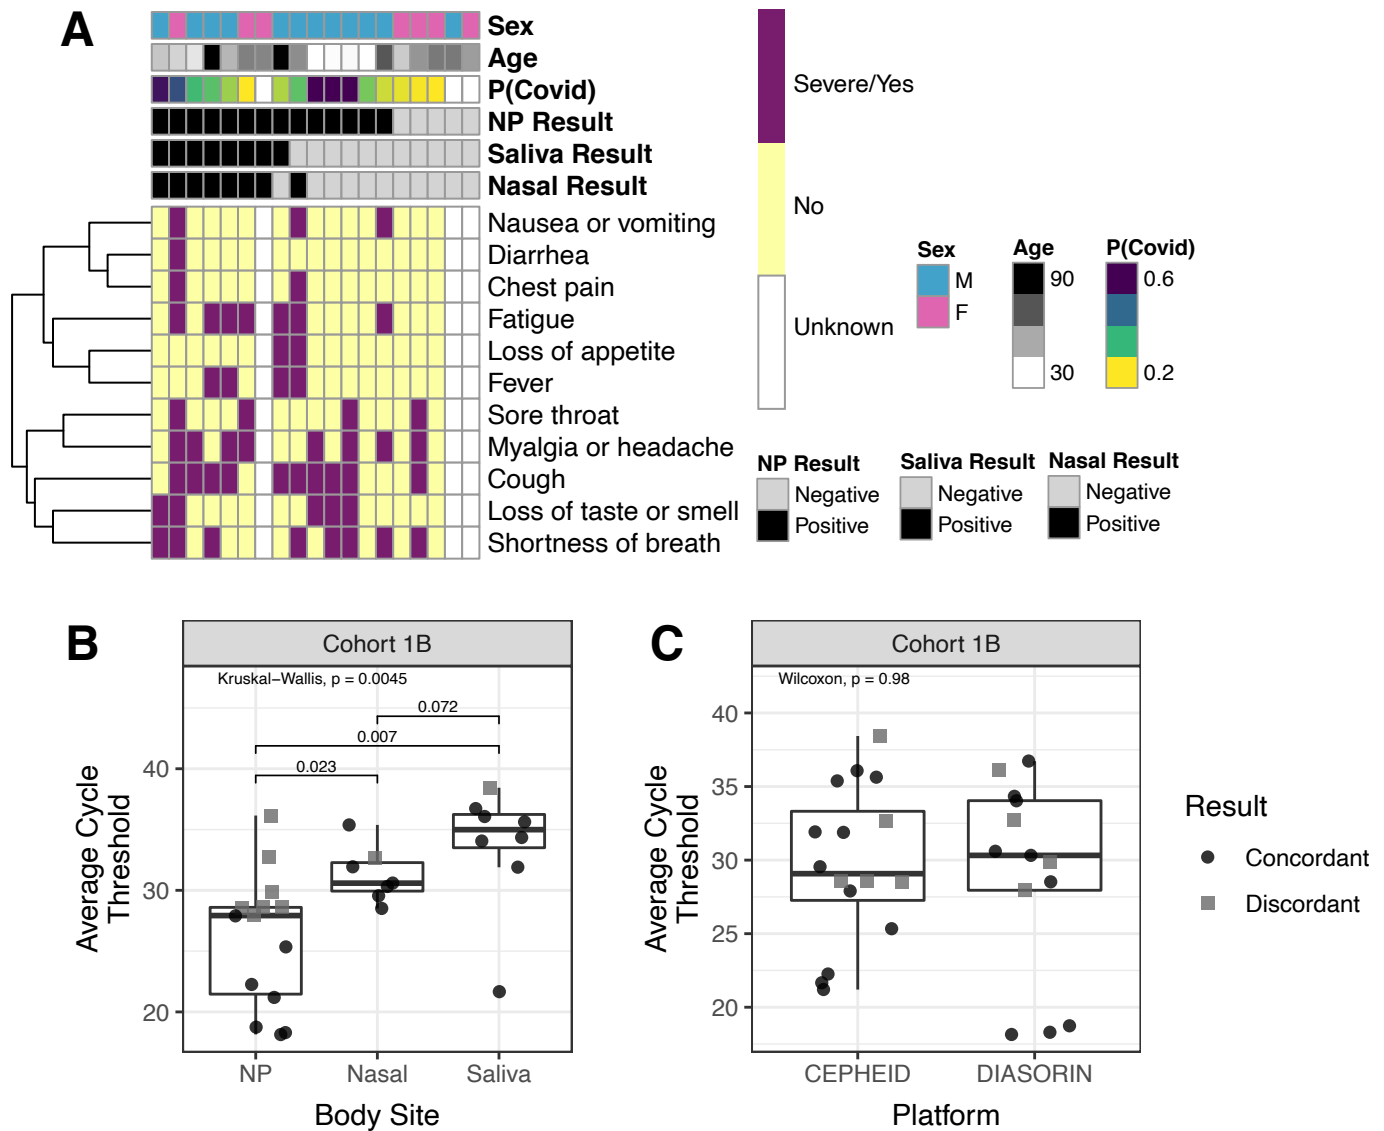 A
Sex
Age
P(Covid)
NP Result
Saliva Result
Nasal Result
Nausea or vomiting
Diarrhea
Chest pain
Fatigue
Loss of appetite
Fever
Sore throat
Myalgia or headache
Cough
Loss of taste or smell
Shortness of breath
Severe/Yes
No
Unknown
Sex
M
F
Age
90
30
P(Covid)
0.6
0.2
NP Result
Negative
Positive
Saliva Result
Negative
Positive
Nasal Result
Negative
Positive
B
Cohort 1B
Kruskal−Wallis, p = 0.0045
0.072
0.007
0.023
40
30
20
Average Cycle
Threshold
NP
Nasal
Saliva
Body Site
C
Cohort 1B
Wilcoxon, p = 0.98
40
35
30
25
20
Average Cycle
Threshold
CEPHEID
DIASORIN
Platform
Result
Concordant
Discordant